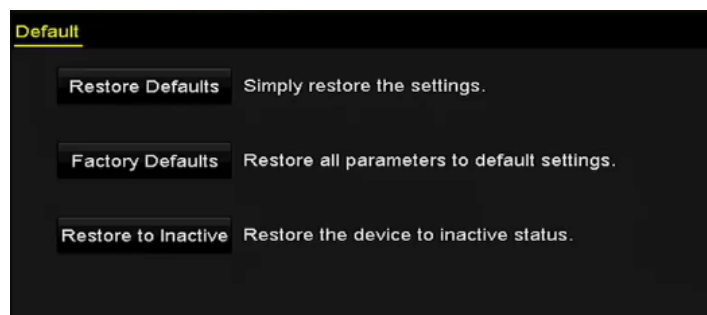 Default
Restore Defaults Simply restore the settings.
Factory Defaults Restore all parameters to default settings.
Restore to Inactive Restore the device to inactive status.